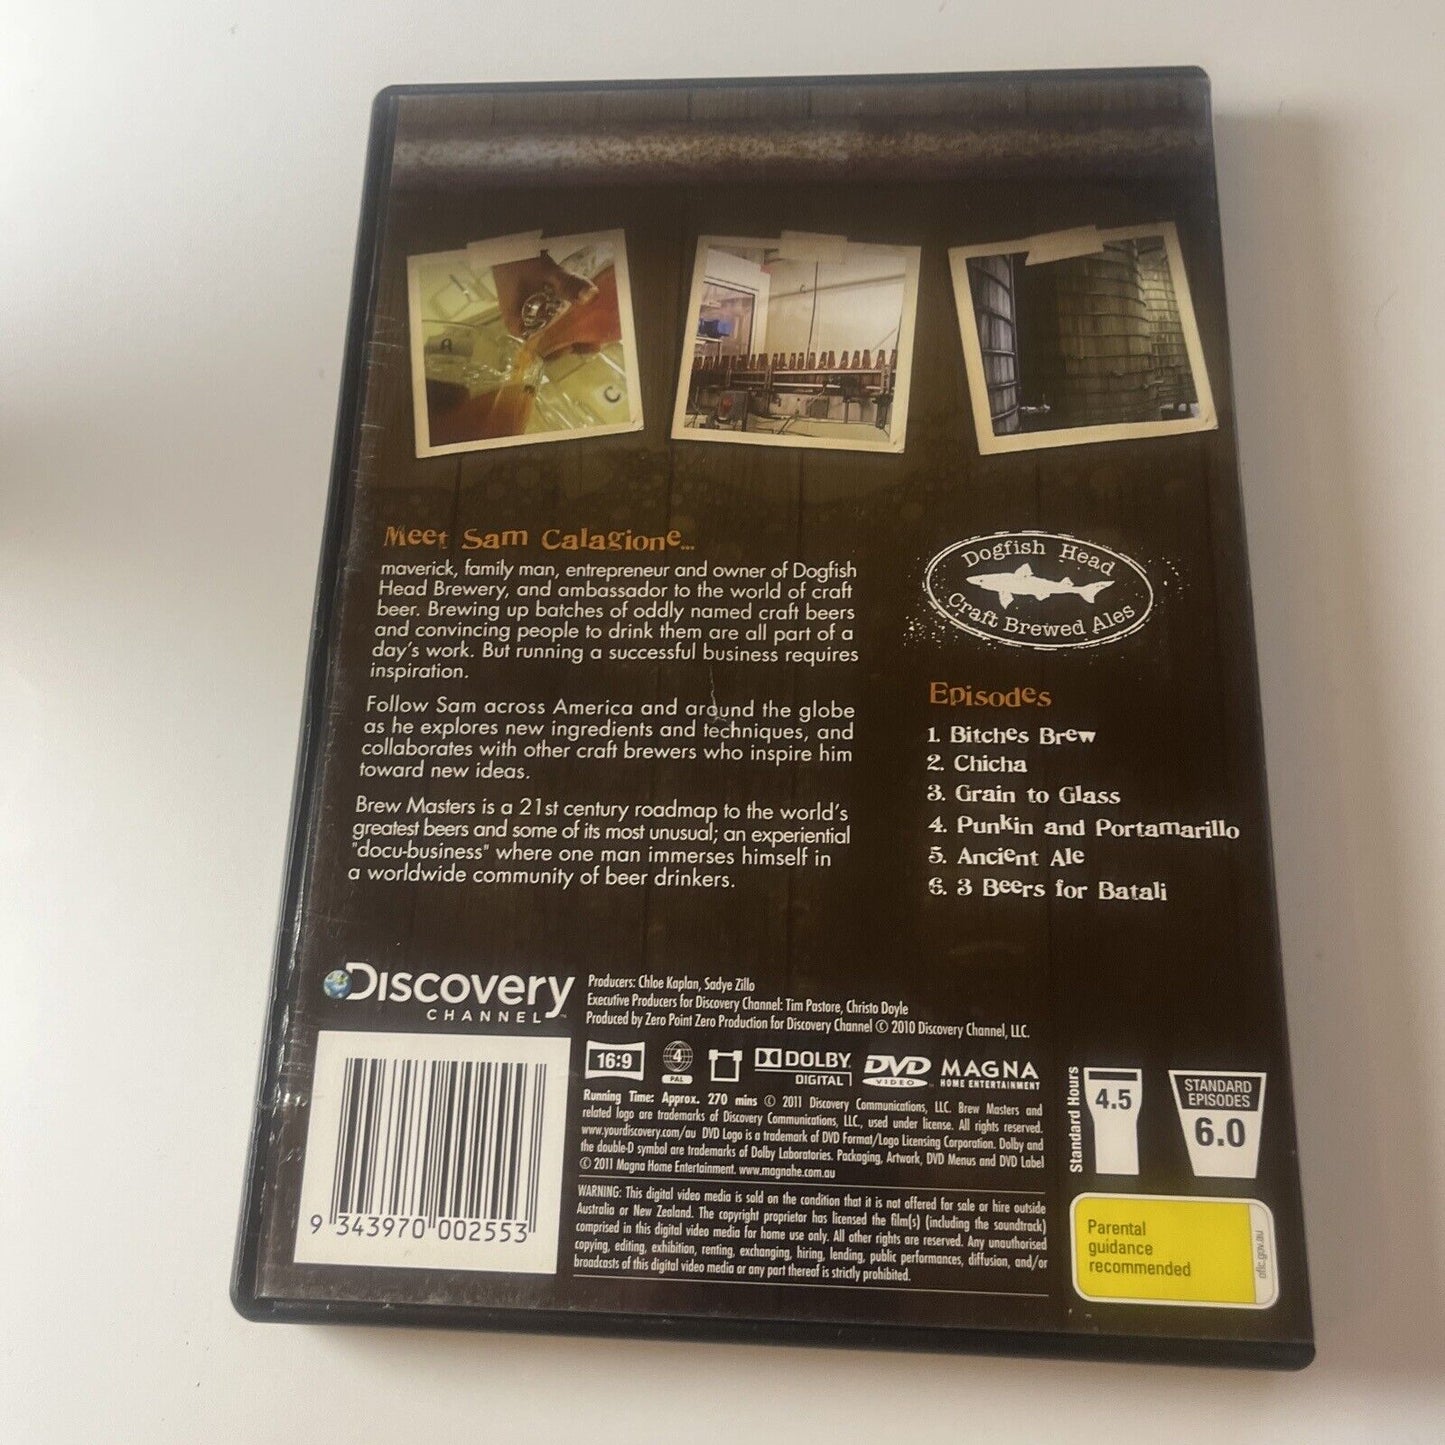 A
C
Meet Sam Calagione...
maverick, family man, entrepreneur and owner of Dogfish
Head Brewery, and ambassador to the world of craft
beer. Brewing up batches of oddly named craft beers
and convincing people to drink them are all part of a
day's work. But running a successful business requires
inspiration.
Follow Sam across America and around the globe
as he explores new ingredients and techniques, and
collaborates with other craft brewers who inspire him
toward new ideas.
Brew Masters is a 21st century roadmap to the world's
greatest beers and some of its most unusual; an experiential
"docu-business" where one man immerses himself in
a worldwide community of beer drinkers.
Dogfish Head
Craft Brewed Ales
Episodes
1. Bitches Brew
2. Chicha
3. Grain to Glass
4. Punkin and Portamarillo
5. Ancient Ale
6. 3 Beers for Batali
Discovery
CHANNEL™
Producers: Chloe Kaplan, Sadye Zillo
Executive Producers for Discovery Channel: Tim Pastore, Christo Doyle
Produced by Zero Point Zero Production for Discovery Channel © 2010 Discovery Channel, LLC.
16:9
4
PAL
DOLBY
DIGITAL
DVD
VIDEO™
MAGNA
HOME ENTERTAINMENT
Running Time: Approx. 270 mins © 2011 Discovery Communications, LLC. Brew Masters and
related logo are trademarks of Discovery Communications, LLC, used under license. All rights reserved.
www.yourdiscovery.com/au DVD Logo is a trademark of DVD Format/Logo Licensing Corporation. Dolby and
the double-D symbol are trademarks of Dolby Laboratories. Packaging, Artwork, DVD Menus and DVD Label
© 2011 Magna Home Entertainment. www.magnahe.com.au
WARNING: This digital video media is sold on the condition that it is not offered for sale or hire outside
Australia or New Zealand. The copyright proprietor has licensed the film(s) (including the soundtrack)
comprised in this digital video media for home use only. All other rights are reserved. Any unauthorised
copying, editing, exhibition, renting, exchanging, hiring, lending, public performances, diffusion, and/or
broadcasts of this digital video media or any part thereof is strictly prohibited.
9 343970 002553
Standard Hours
4.5
STANDARD
EPISODES
6.0
Parental
guidance
recommended
oflc.gov.au